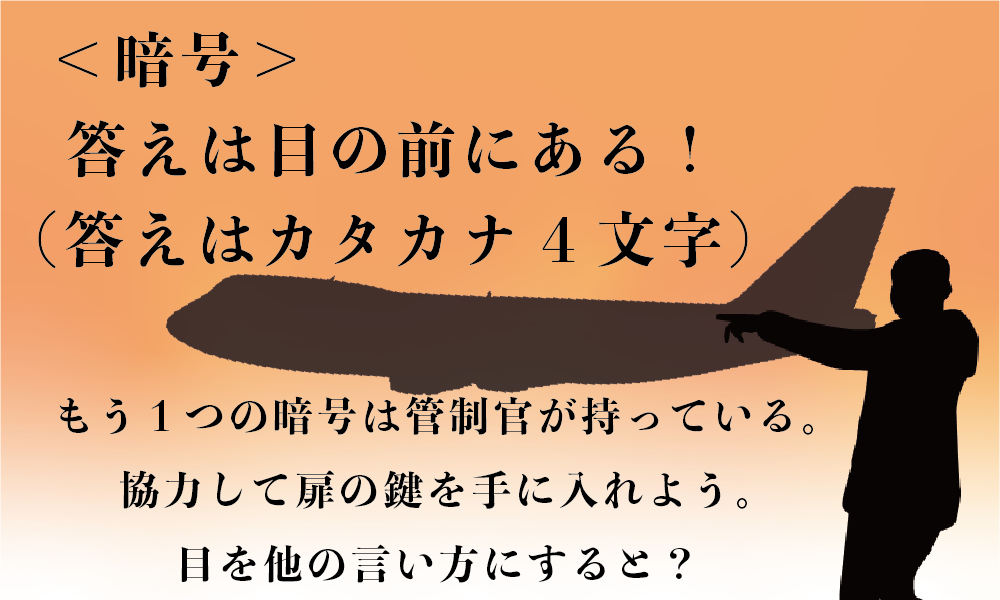 ＜暗号＞
答えは目の前にある！
（答えはカタカナ４文字）
もう１つの暗号は管制官が持っている。
協力して扉の鍵を手に入れよう。
目を他の言い方にすると？